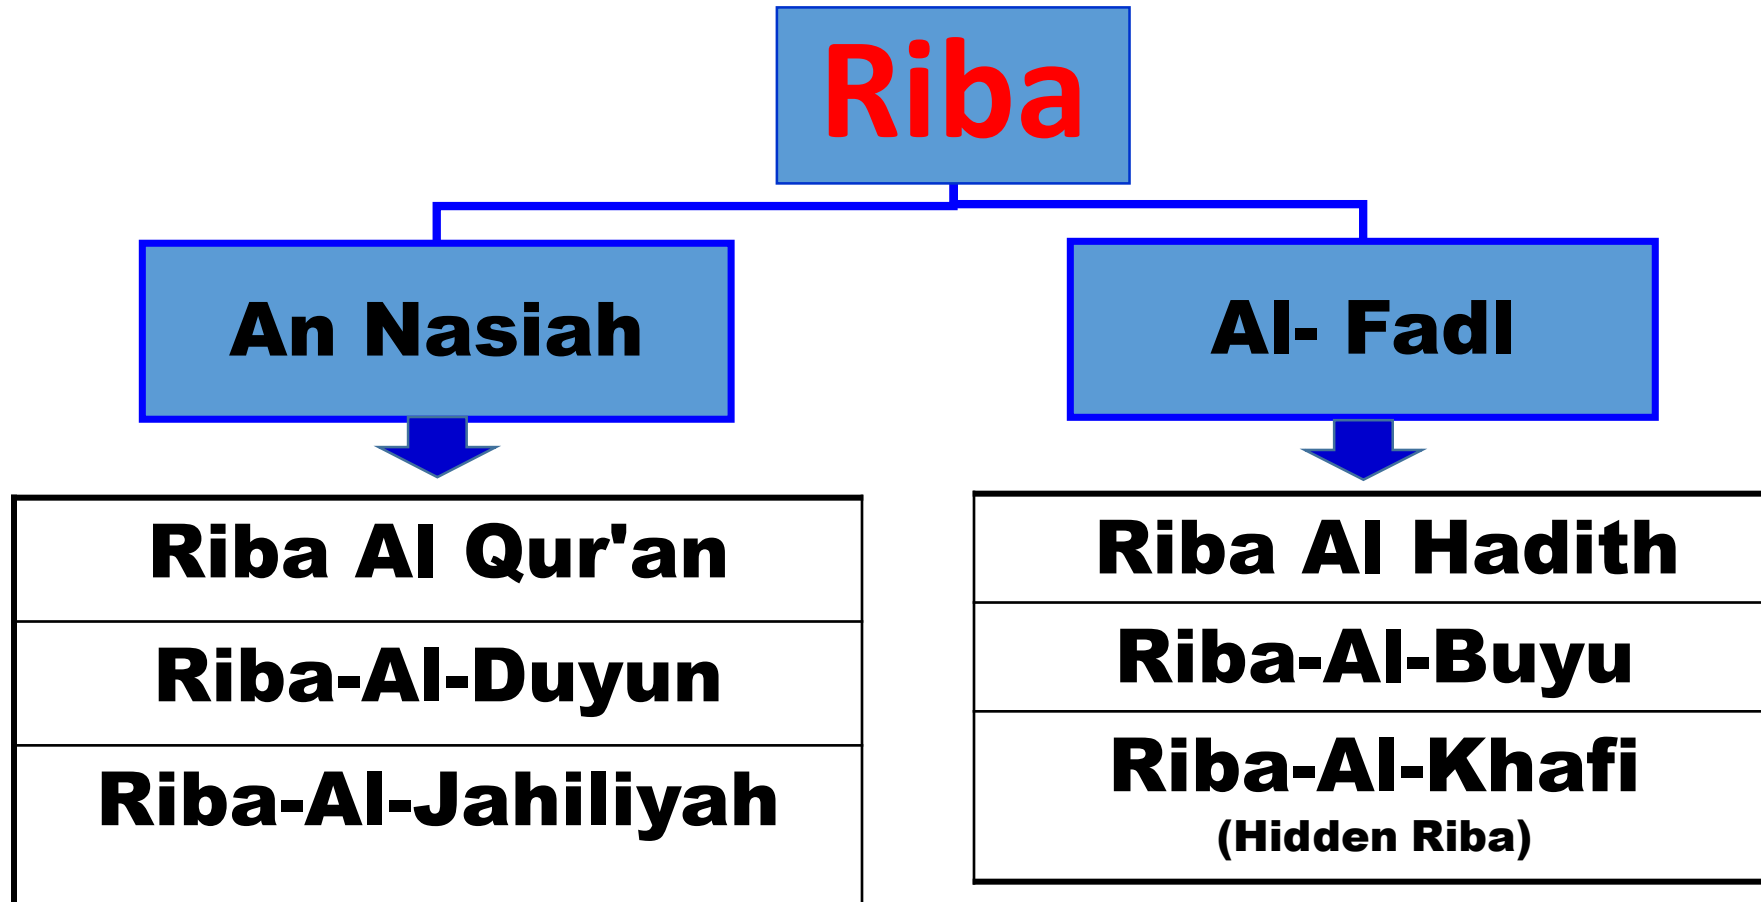 Riba
An Nasiah
Al- Fadl
Riba Al Qur'an
Riba-Al-Duyun
Riba-Al-Jahiliyah
Riba Al Hadith
Riba-Al-Buyu
Riba-Al-Khafi
(Hidden Riba)